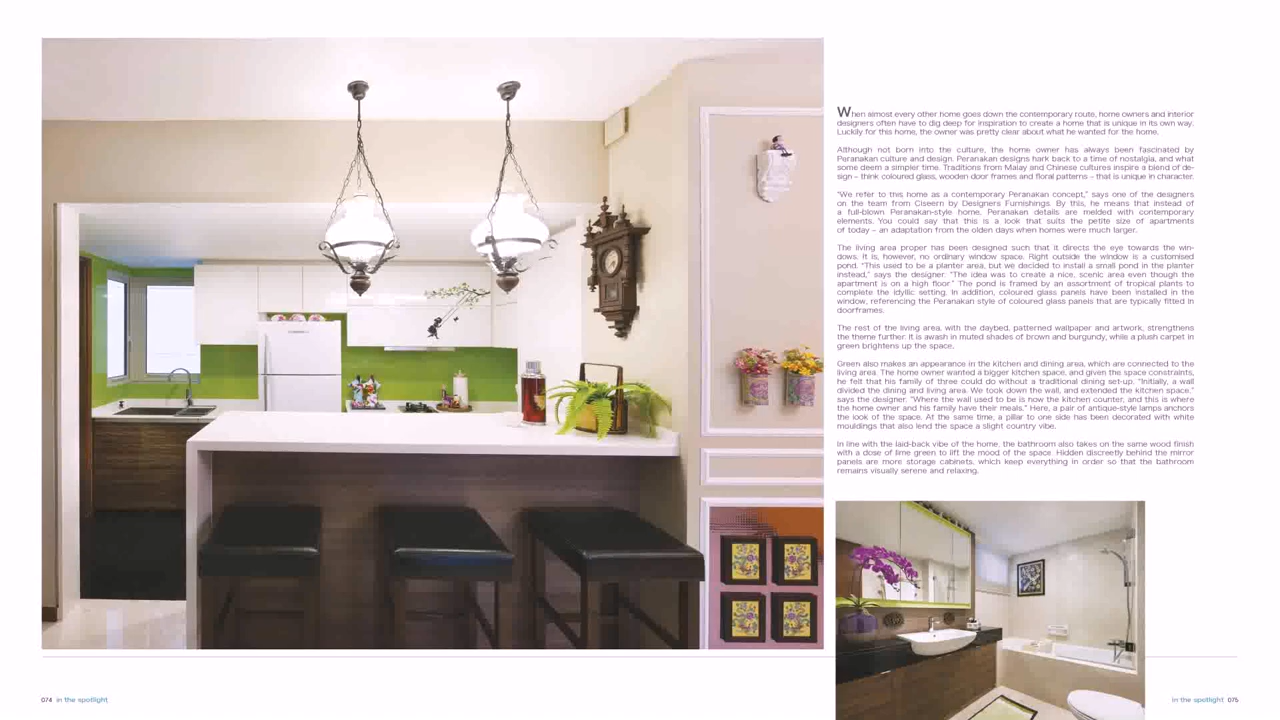 When almost every other home goes down the contemporary route, home owners and interior
designers often have to dig deep for inspiration to create a home that is unique in its own way.
Luckily for this home, the owner was pretty clear about what he wanted for the home.
Although not born into the culture, the home owner has always been fascinated by
Peranakan culture and design. Peranakan designs hark back to a time of nostalgia, and what
some deem a simpler time. Traditions from Malay and Chinese cultures inspire a blend of de-
sign – think coloured glass, wooden door frames and floral patterns – that is unique in character.
"We refer to this home as a contemporary Peranakan concept," says one of the designers
on the team from Ciseern by Designers Furnishings. By this, he means that instead of
a full-blown Peranakan-style home, Peranakan details are melded with contemporary
elements. You could say that this is a look that suits the petite size of apartments
of today – an adaptation from the olden days when homes were much larger.
The living area proper has been designed such that it directs the eye towards the win-
dows. It is, however, no ordinary window space. Right outside the window is a customised
pond. "This used to be a planter area, but we decided to install a small pond in the planter
instead," says the designer. "The idea was to create a nice, scenic area even though the
apartment is on a high floor." The pond is framed by an assortment of tropical plants to
complete the idyllic setting. In addition, coloured glass panels have been installed in the
window, referencing the Peranakan style of coloured glass panels that are typically fitted in
doorframes.
The rest of the living area, with the daybed, patterned wallpaper and artwork, strengthens
the theme further. It is awash in muted shades of brown and burgundy, while a plush carpet in
green brightens up the space.
Green also makes an appearance in the kitchen and dining area, which are connected to the
living area. The home owner wanted a bigger kitchen space, and given the space constraints,
he felt that his family of three could do without a traditional dining set-up. "Initially, a wall
divided the dining and living area. We took down the wall, and extended the kitchen space,"
says the designer. "Where the wall used to be is now the kitchen counter, and this is where
the home owner and his family have their meals." Here, a pair of antique-style lamps anchors
the look of the space. At the same time, a pillar to one side has been decorated with white
mouldings that also lend the space a slight country vibe.
In line with the laid-back vibe of the home, the bathroom also takes on the same wood finish
with a dose of lime green to lift the mood of the space. Hidden discreetly behind the mirror
panels are more storage cabinets, which keep everything in order so that the bathroom
remains visually serene and relaxing.
074 in the spotlight
in the spotlight 075